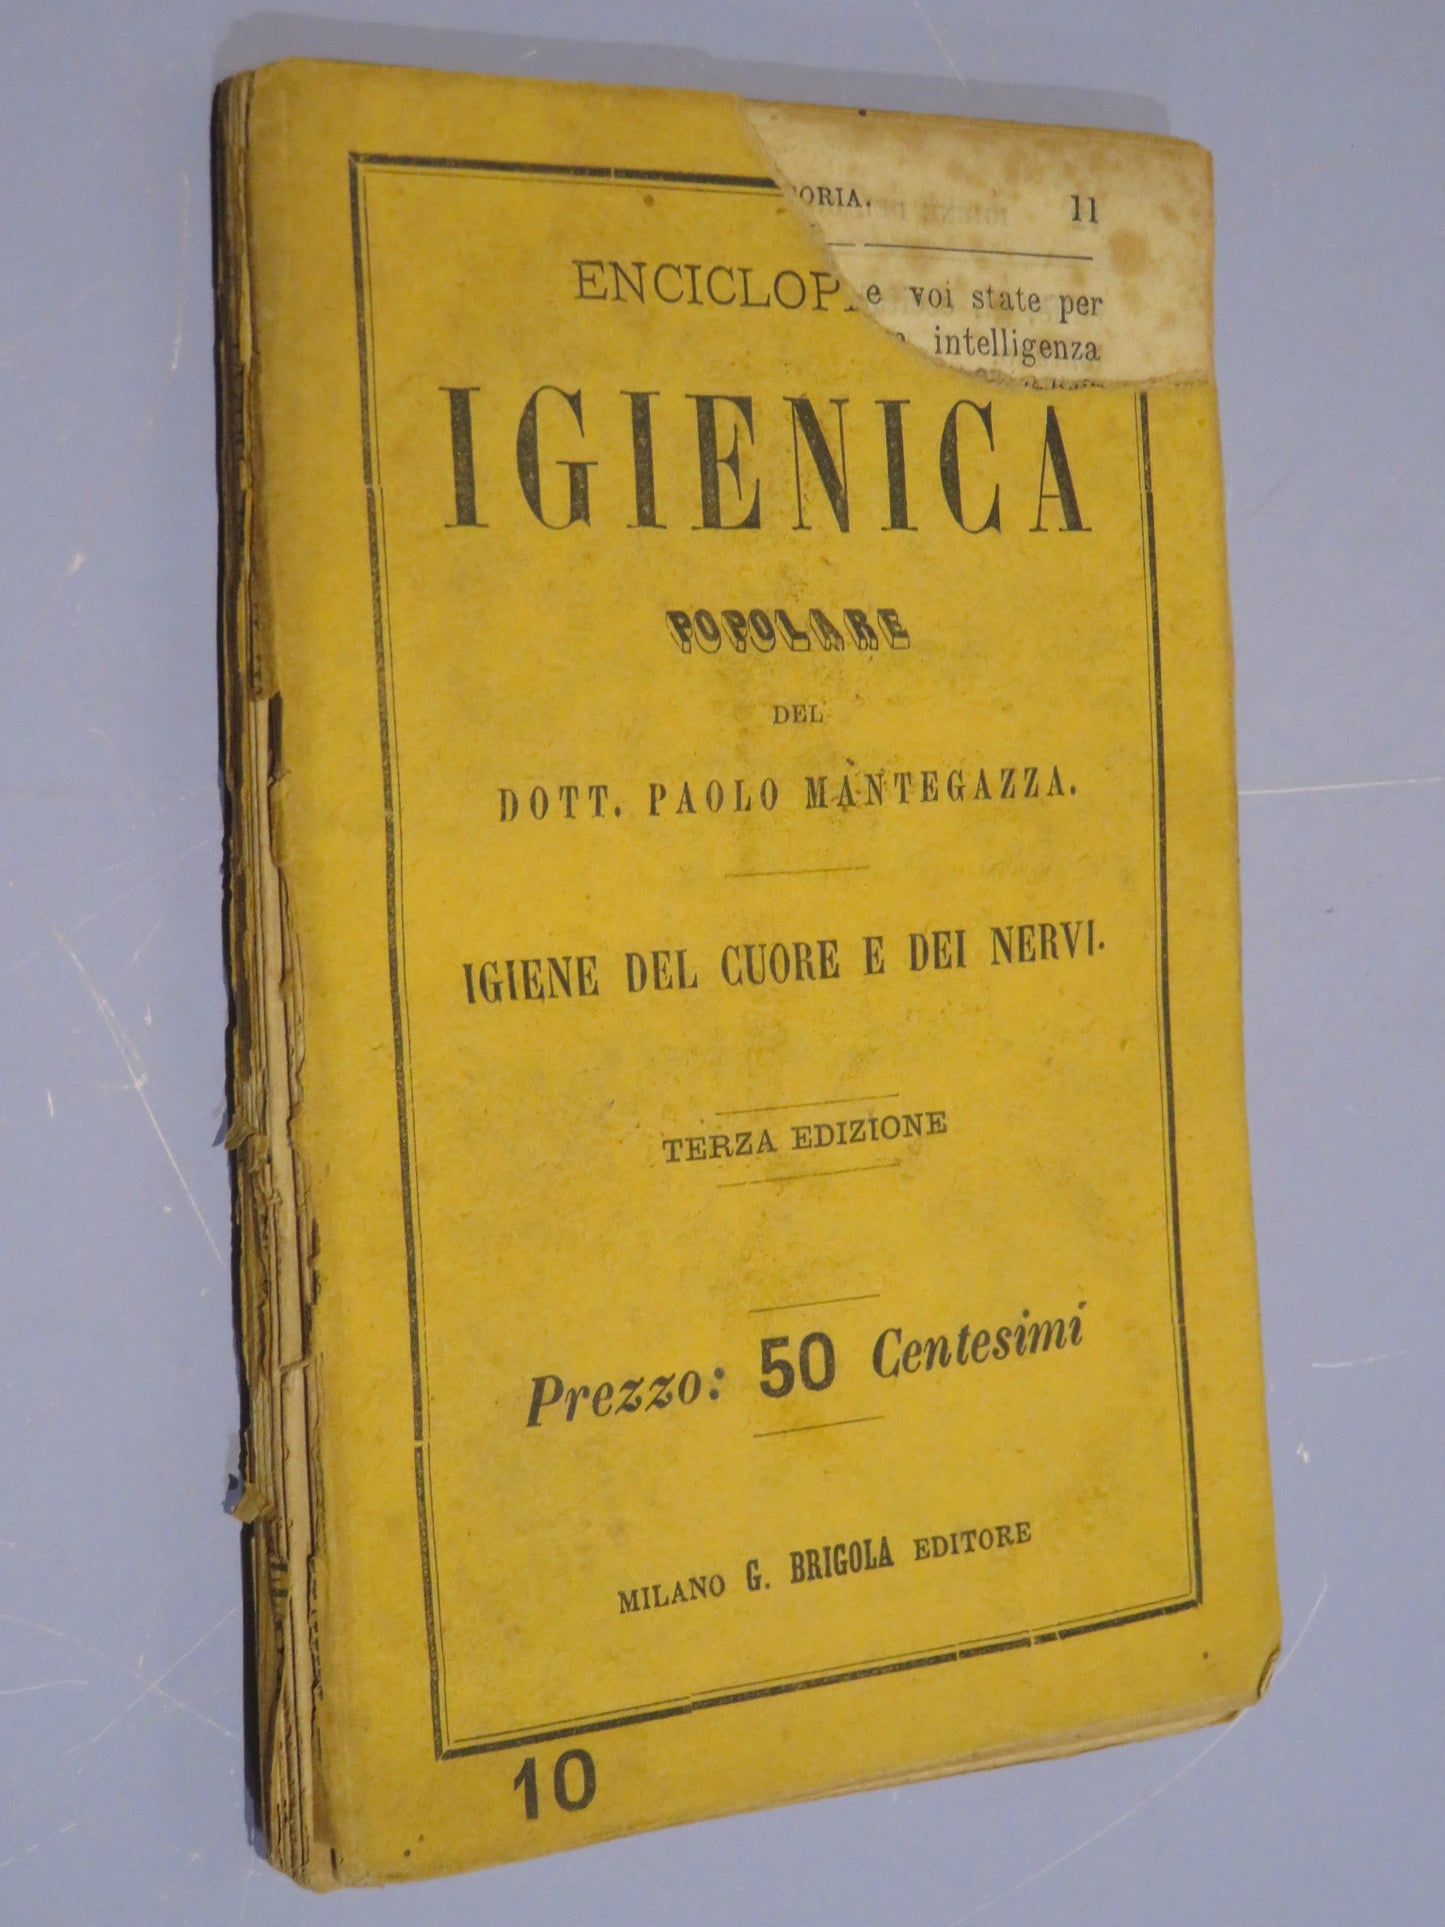 ORIA. 11
ENCICLOP e voi state per
intelligenza
IGIENICA
POPOLARE
DEL
DOTT. PAOLO MANTEGAZZA.
IGIENE DEL CUORE E DEI NERVI.
TERZA EDIZIONE
Prezzo: 50 Centesimi
MILANO G. BRIGOLA EDITORE
10